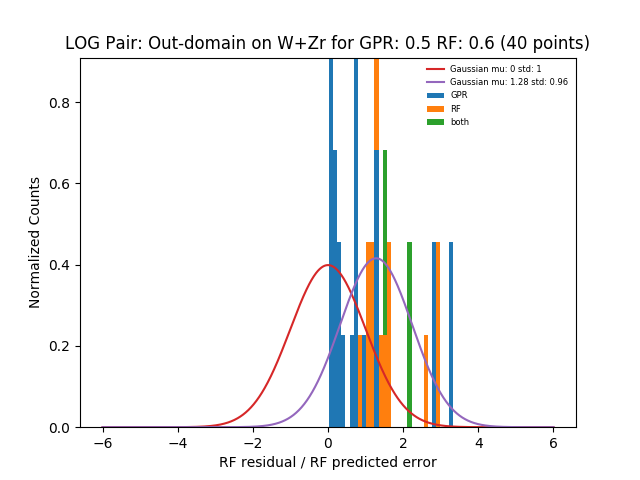 LOG Pair: Out-domain on W+Zr for GPR: 0.5 RF: 0.6 (40 points)
Gaussian mu: 0 std: 1
Gaussian mu: 1.28 std: 0.96
GPR
RF
both
Normalized Counts
0.8
0.6
0.4
0.2
0.0
−6 −4 −2 0 2 4 6
RF residual / RF predicted error